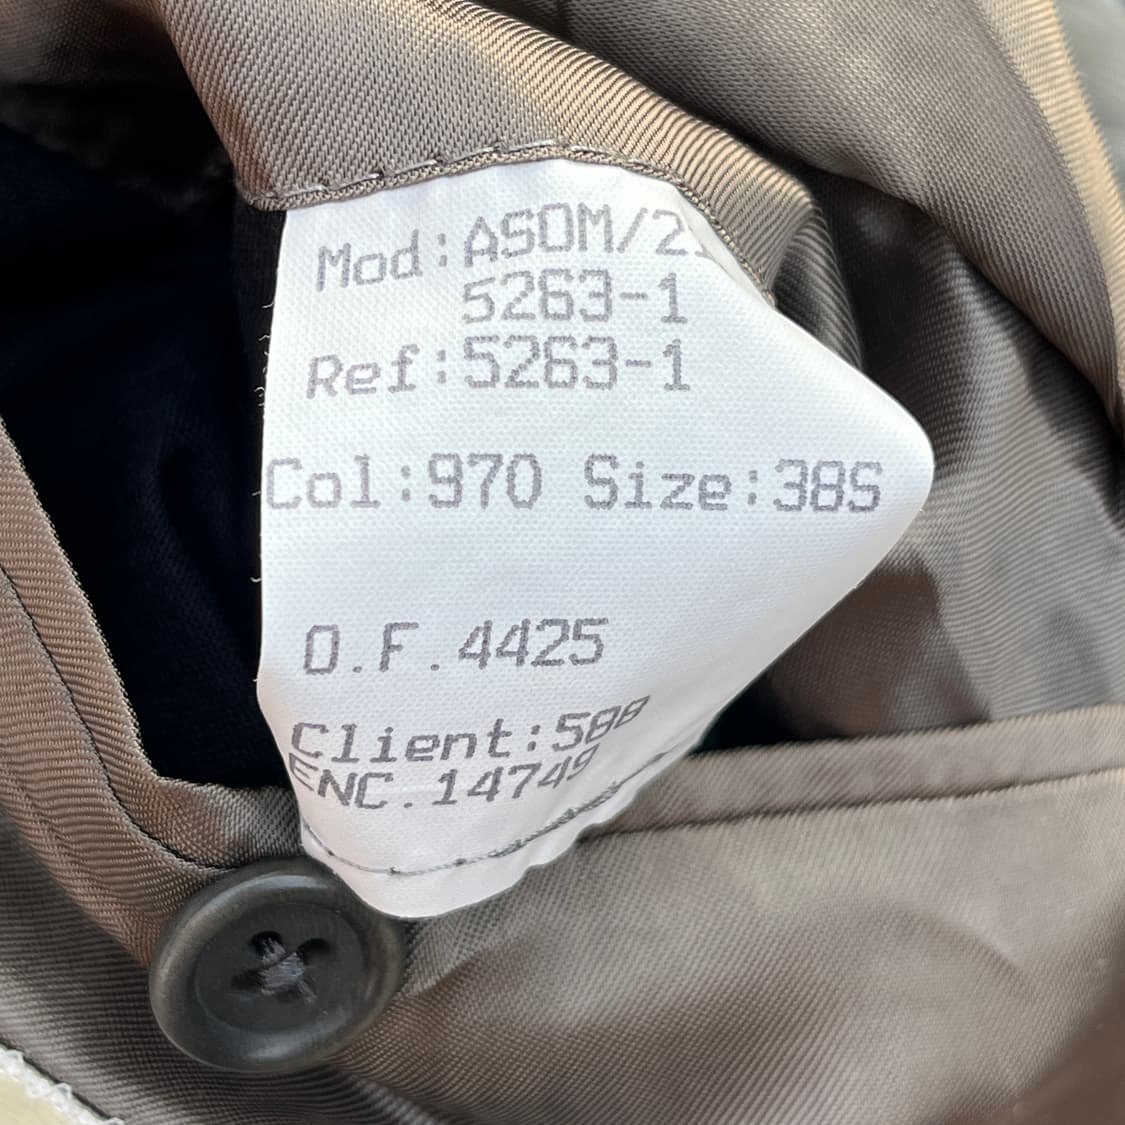 Mod:ASOM/2
5263-1
Ref:5263-1
Col:970 Size:38S
O.F.4425
Client:588
ENC.14749